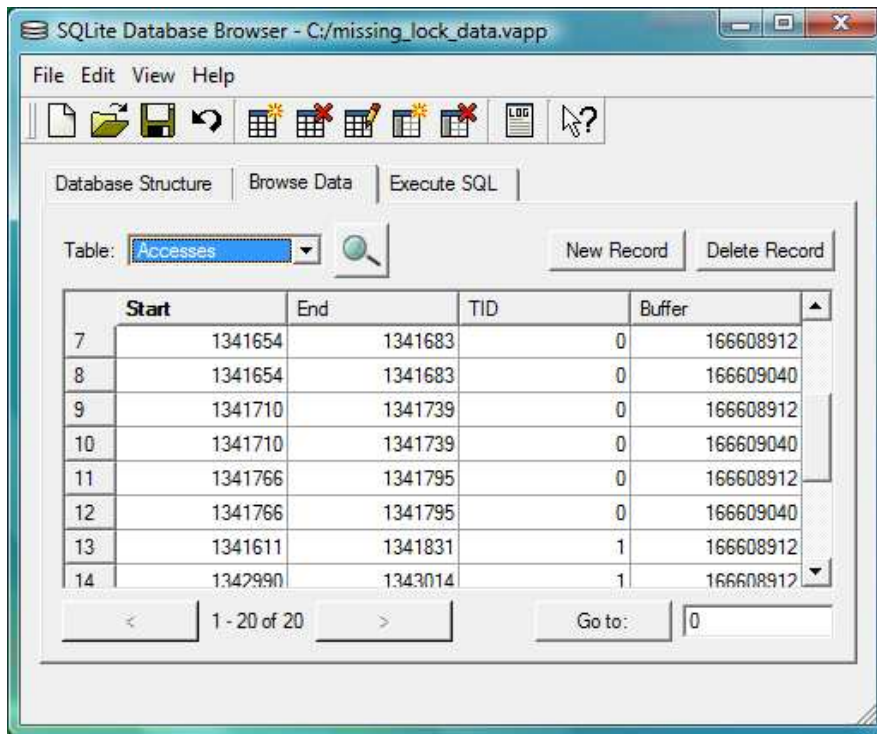 SQLite Database Browser - C:/missing_lock_data.vapp
File Edit View Help
LOG
Database Structure Browse Data Execute SQL
Table: Accesses New Record Delete Record
Start End TID Buffer
7 1341654 1341683 0 166608912
8 1341654 1341683 0 166609040
9 1341710 1341739 0 166608912
10 1341710 1341739 0 166609040
11 1341766 1341795 0 166608912
12 1341766 1341795 0 166609040
13 1341611 1341831 1 166608912
14 1342990 1343014 1 166608912
< 1 - 20 of 20 > Go to: 0